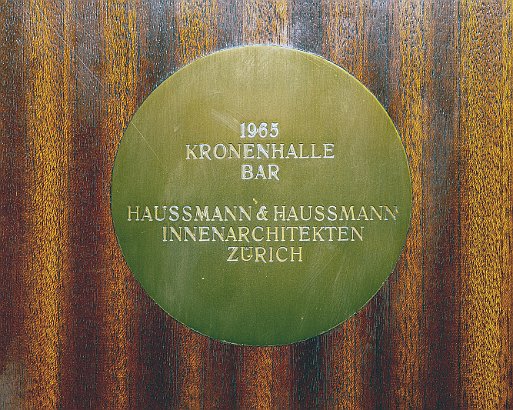 1965
KRONENHALLE
BAR
HAUSSMANN & HAUSSMANN
INNENARCHITEKTEN
ZÜRICH